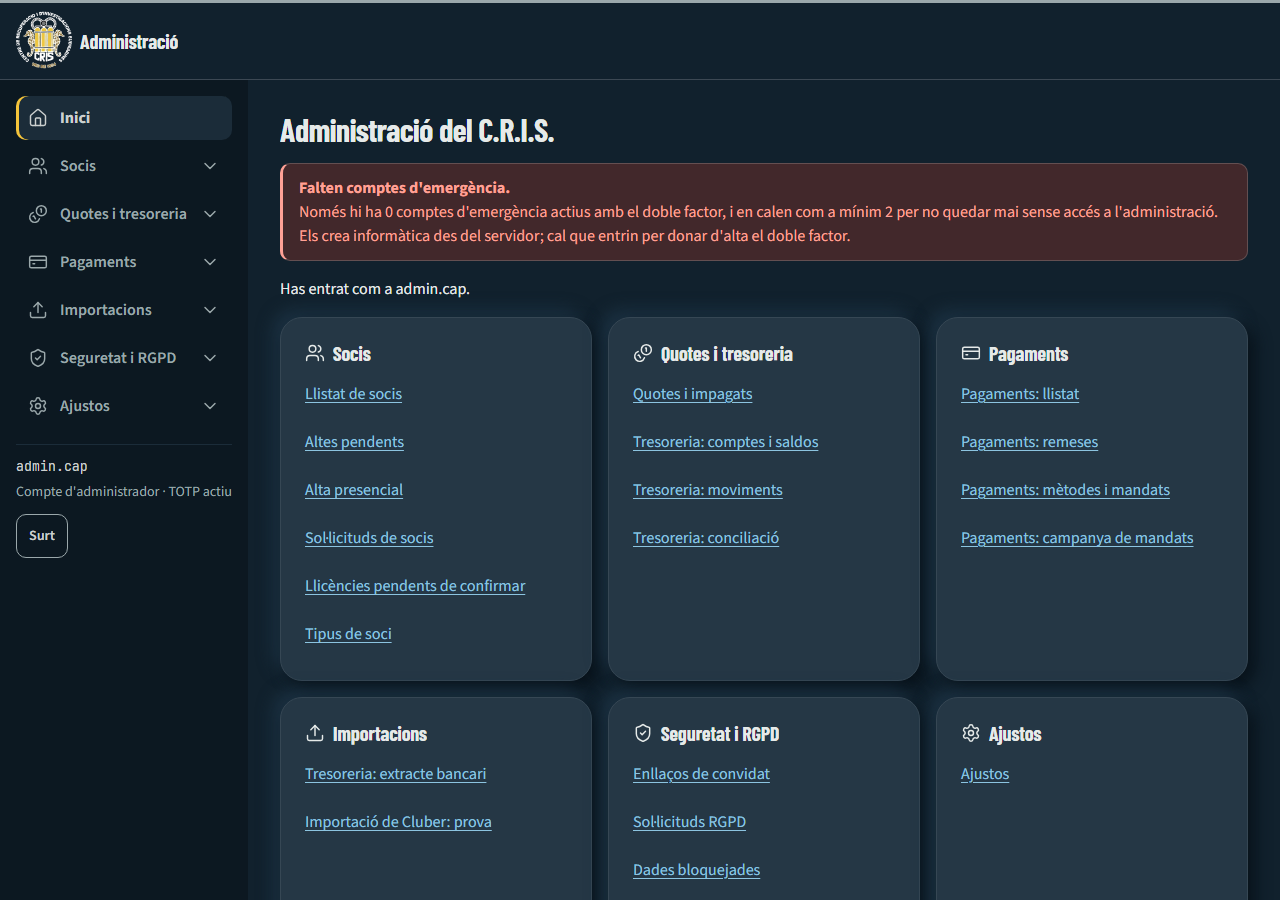 CRIS
Administració
Inici
Socis
Quotes i tresoreria
Pagaments
Importacions
Seguretat i RGPD
Ajustos
admin.cap
Compte d'administrador · TOTP actiu
Surt
Administració del C.R.I.S.
Falten comptes d'emergència.
Només hi ha 0 comptes d'emergència actius amb el doble factor, i en calen com a mínim 2 per no quedar mai sense accés a l'administració.
Els crea informàtica des del servidor; cal que entrin per donar d'alta el doble factor.
Has entrat com a admin.cap.
Socis
Llistat de socis
Altes pendents
Alta presencial
Sol·licituds de socis
Llicències pendents de confirmar
Tipus de soci
Quotes i tresoreria
Quotes i impagats
Tresoreria: comptes i saldos
Tresoreria: moviments
Tresoreria: conciliació
Pagaments
Pagaments: llistat
Pagaments: remeses
Pagaments: mètodes i mandats
Pagaments: campanya de mandats
Importacions
Tresoreria: extracte bancari
Importació de Cluber: prova
Seguretat i RGPD
Enllaços de convidat
Sol·licituds RGPD
Dades bloquejades
Ajustos
Ajustos